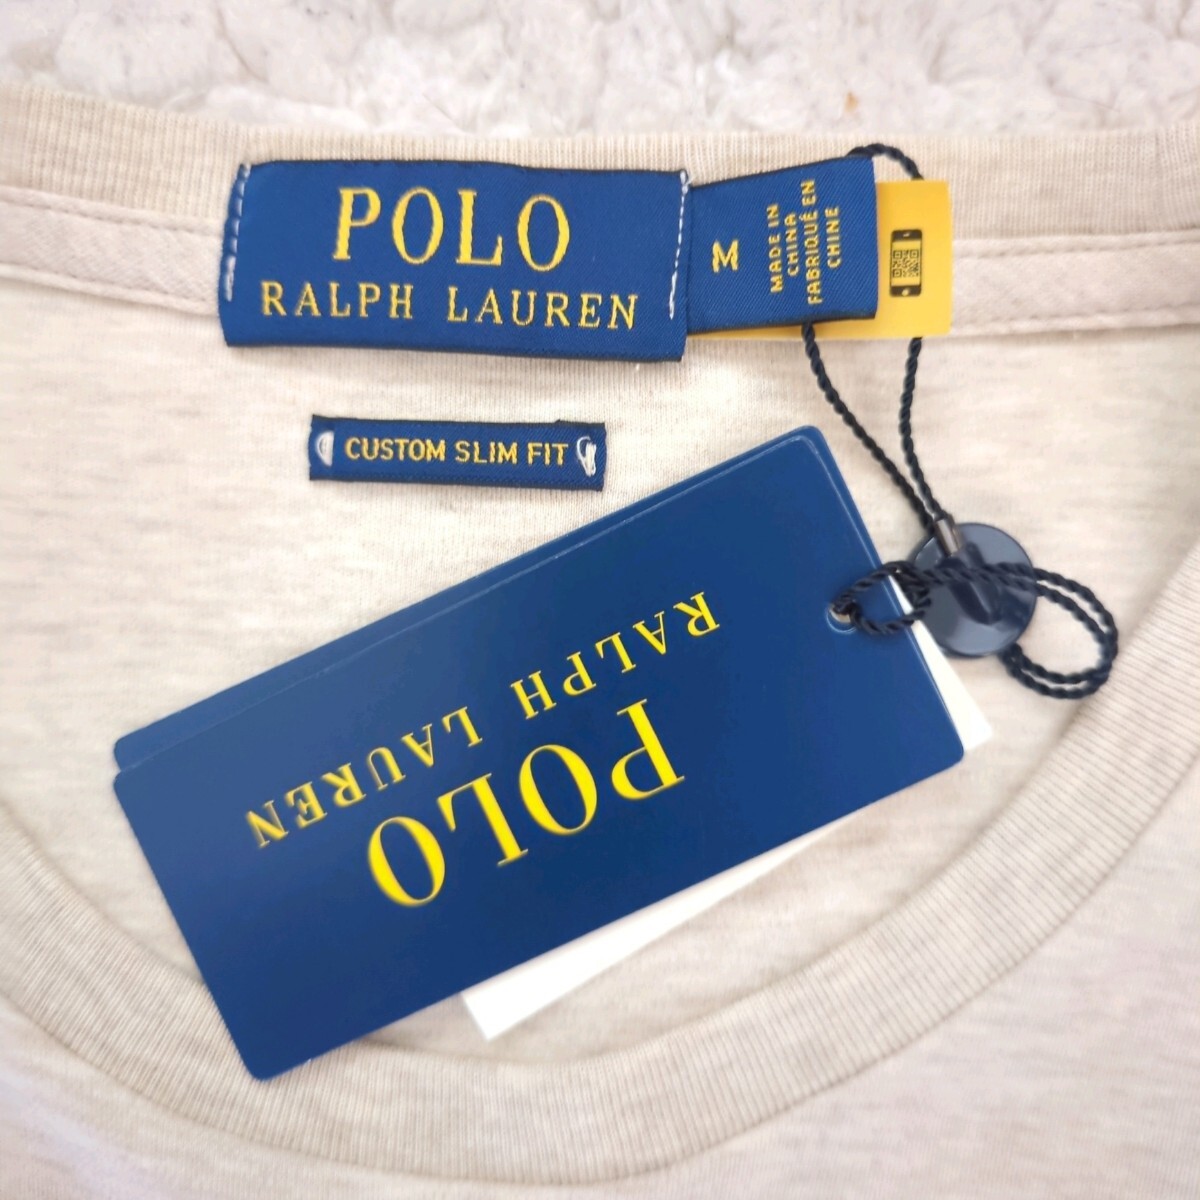 POLO
RALPH LAUREN
M
MADE IN
CHINA
FABRIQUÉ EN
CHINE
CUSTOM SLIM FIT
POLO
RALPH LAUREN